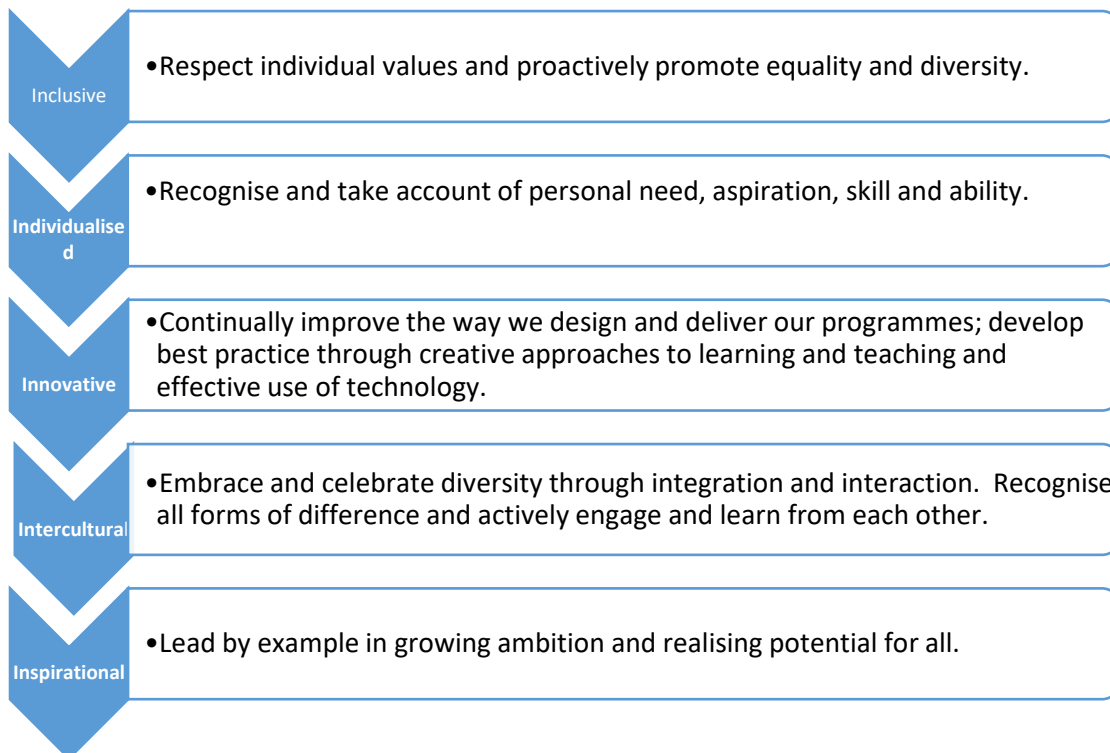 Inclusive
•Respect individual values and proactively promote equality and diversity.
Individualise
d
•Recognise and take account of personal need, aspiration, skill and ability.
Innovative
•Continually improve the way we design and deliver our programmes; develop
best practice through creative approaches to learning and teaching and
effective use of technology.
Intercultural
•Embrace and celebrate diversity through integration and interaction.  Recognise
all forms of difference and actively engage and learn from each other.
Inspirational
•Lead by example in growing ambition and realising potential for all.